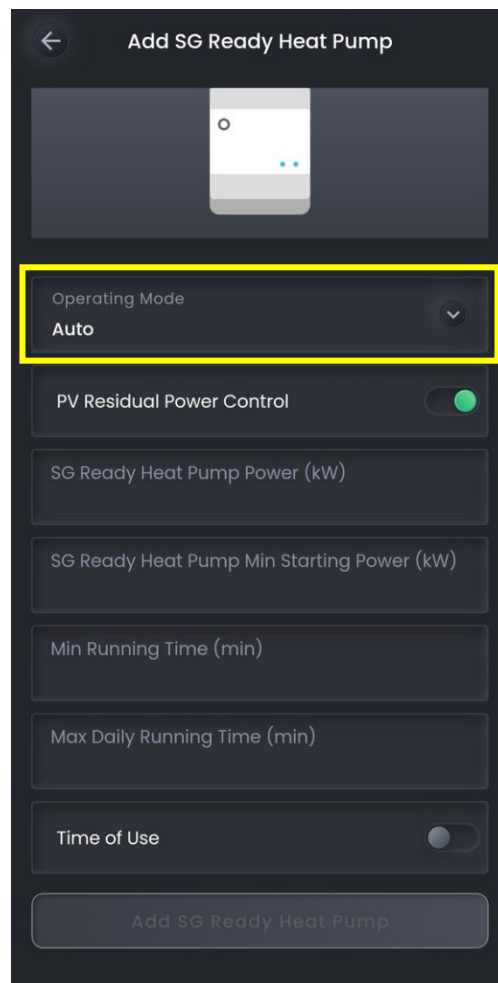 Add SG Ready Heat Pump
Operating Mode
Auto
PV Residual Power Control
SG Ready Heat Pump Power (kW)
SG Ready Heat Pump Min Starting Power (kW)
Min Running Time (min)
Max Daily Running Time (min)
Time of Use
Add SG Ready Heat Pump